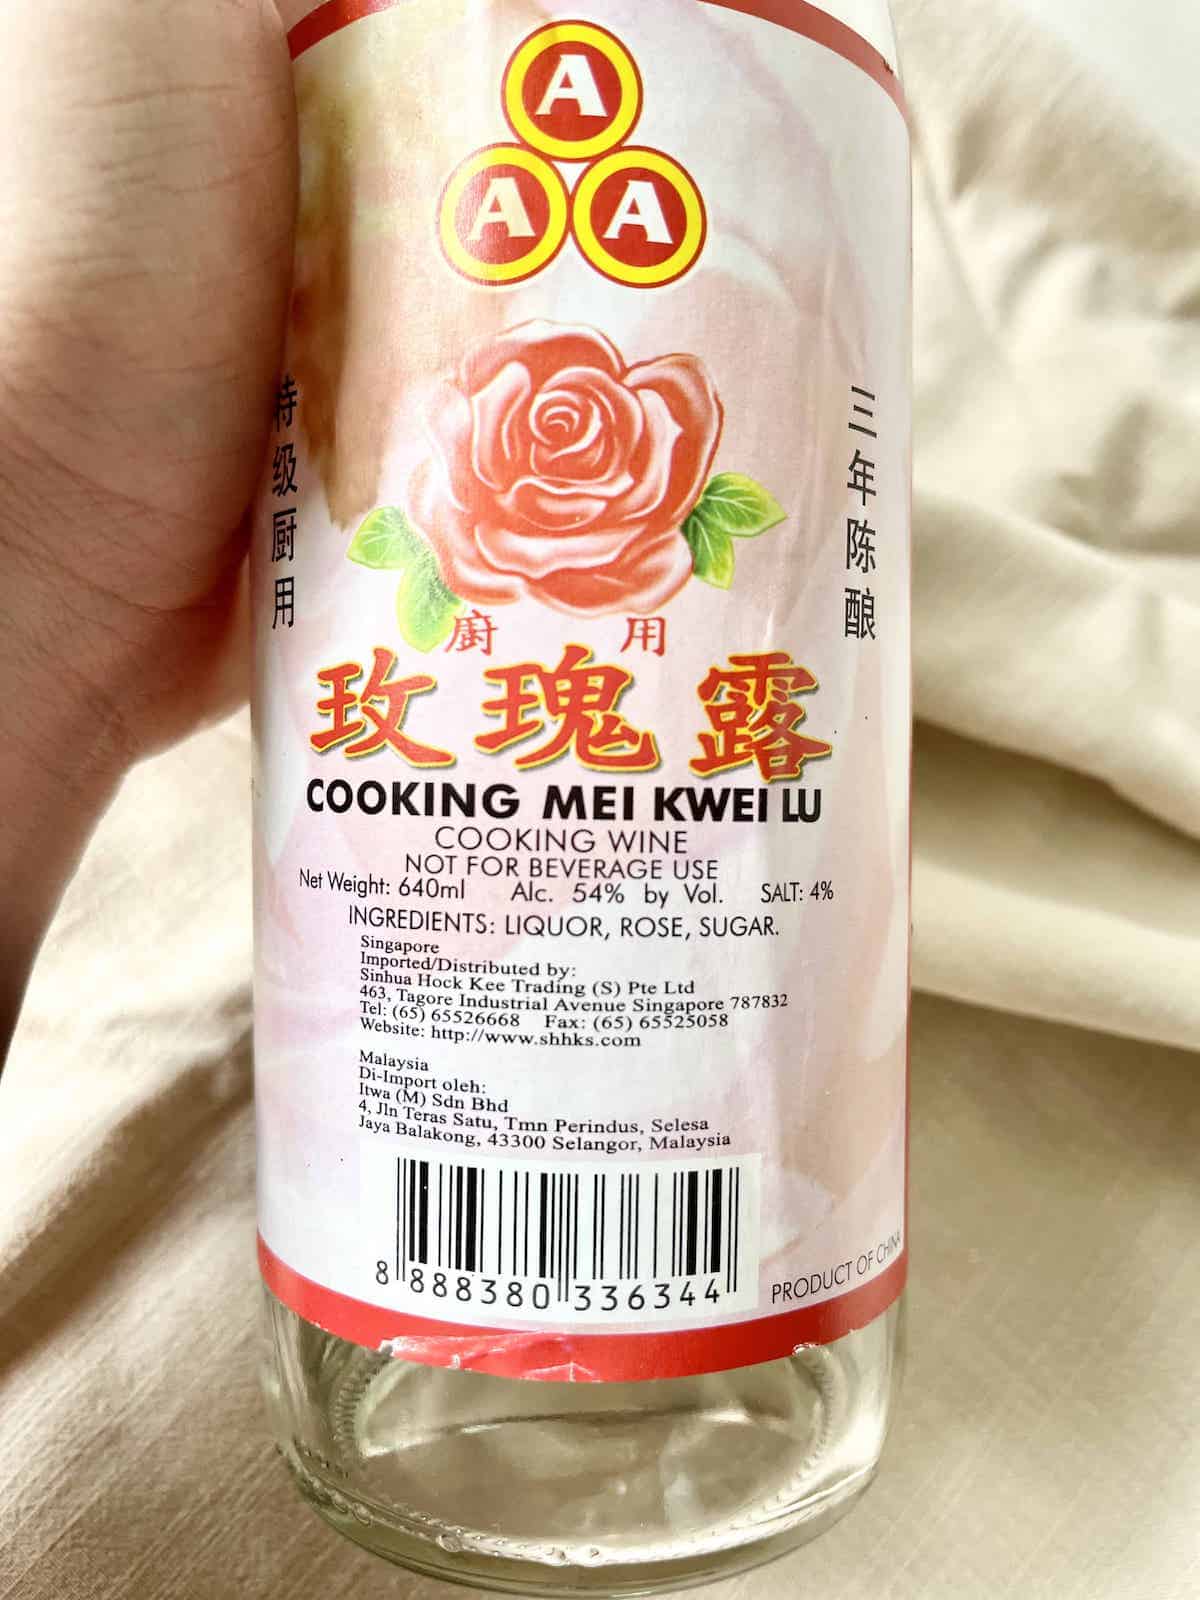 A
A A
特级厨用
三年陈酿
廚用
玫瑰露
COOKING MEI KWEI LU
COOKING WINE
NOT FOR BEVERAGE USE
Net Weight: 640ml Alc. 54% by Vol. SALT: 4%
INGREDIENTS: LIQUOR, ROSE, SUGAR.
Singapore
Imported/Distributed by:
Sinhua Hock Kee Trading (S) Pte Ltd
463, Tagore Industrial Avenue Singapore 787832
Tel: (65) 65526668 Fax: (65) 65525058
Website: http://www.shhks.com
Malaysia
Di-Import oleh:
Itwa (M) Sdn Bhd
4, Jln Teras Satu, Tmn Perindus, Selesa
Jaya Balakong, 43300 Selangor, Malaysia
8 888380 336344
PRODUCT OF CHINA